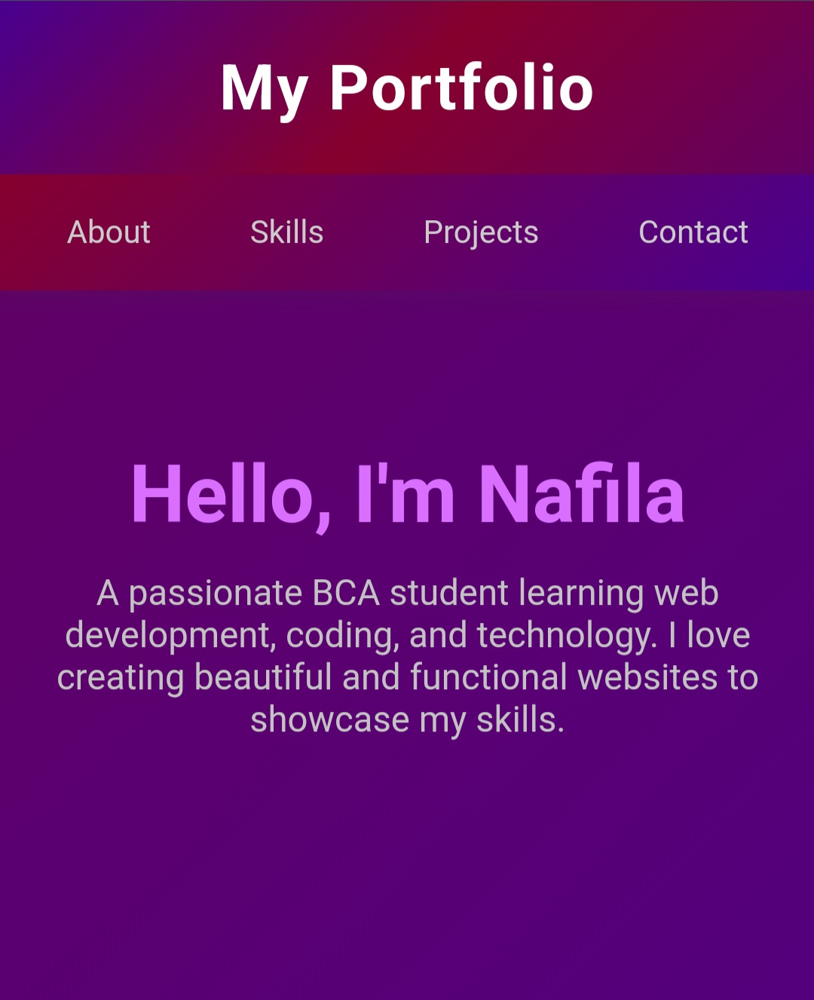 My Portfolio
About Skills Projects Contact
Hello, I'm Nafila
A passionate BCA student learning web
development, coding, and technology. I love
creating beautiful and functional websites to
showcase my skills.